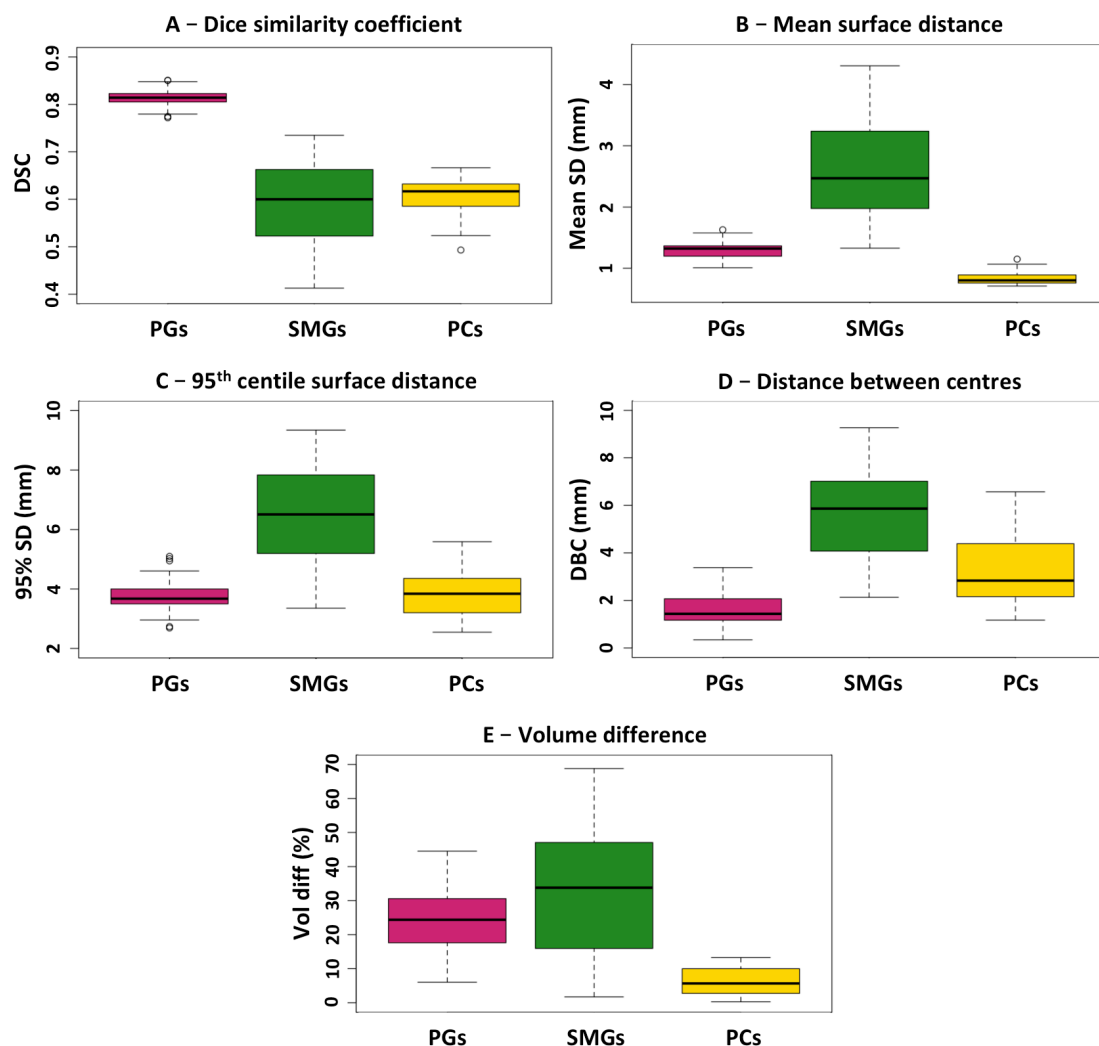 A – Dice similarity coefficient
DSC
0.9
0.8
0.7
0.6
0.5
0.4
PGs SMGs PCs
B – Mean surface distance
Mean SD (mm)
4
3
2
1
PGs SMGs PCs
C – 95th centile surface distance
95% SD (mm)
10
8
6
4
2
PGs SMGs PCs
D – Distance between centres
DBC (mm)
10
8
6
4
2
0
PGs SMGs PCs
E – Volume difference
Vol diff (%)
70
60
50
40
30
20
10
0
PGs SMGs PCs